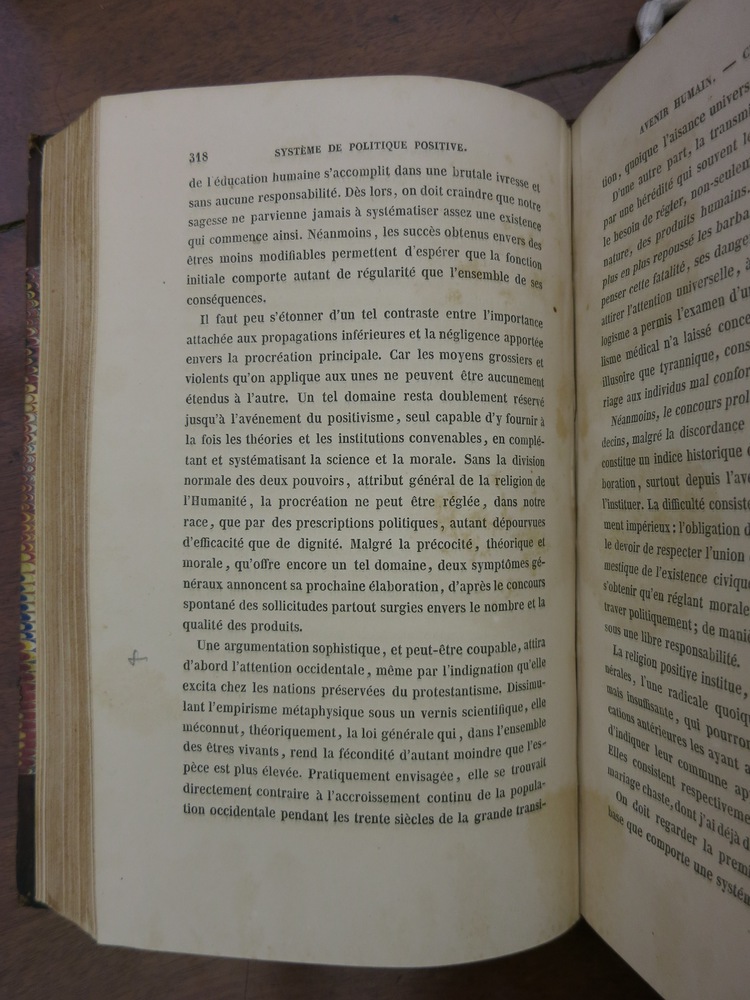 318
SYSTÈME DE POLITIQUE POSITIVE.
de l'éducation humaine s'accomplit dans une brutale ivresse et
sans aucune responsabilité. Dès lors, on doit craindre que notre
sagesse ne parvienne jamais à systématiser assez une existence
qui commence ainsi. Néanmoins, les succès obtenus envers des
êtres moins modifiables permettent d'espérer que la fonction
initiale comporte autant de régularité que l'ensemble de ses
conséquences.
Il faut peu s'étonner d'un tel contraste entre l'importance
attachée aux propagations inférieures et la négligence apportée
envers la procréation principale. Car les moyens grossiers et
violents qu'on applique aux unes ne peuvent être aucunement
étendus à l'autre. Un tel domaine resta doublement réservé
jusqu'à l'avénement du positivisme, seul capable d'y fournir à
la fois les théories et les institutions convenables, en complé-
tant et systématisant la science et la morale. Sans la division
normale des deux pouvoirs, attribut général de la religion de
l'Humanité, la procréation ne peut être réglée, dans notre
race, que par des prescriptions politiques, autant dépourvues
d'efficacité que de dignité. Malgré la précocité, théorique et
morale, qu'offre encore un tel domaine, deux symptômes gé-
néraux annoncent sa prochaine élaboration, d'après le concours
spontané des sollicitudes partout surgies envers le nombre et la
qualité des produits.
Une argumentation sophistique, et peut-être coupable, attira
d'abord l'attention occidentale, même par l'indignation qu'elle
excita chez les nations préservées du protestantisme. Dissimu-
lant l'empirisme métaphysique sous un vernis scientifique, elle
méconnut, théoriquement, la loi générale qui, dans l'ensemble
des êtres vivants, rend la fécondité d'autant moindre que l'es-
pèce est plus élevée. Pratiquement envisagée, elle se trouvait
directement contraire à l'accroissement continu de la popula-
tion occidentale pendant les trente siècles de la grande transi-
AVENIR HUMAIN. —
tion, quoique l'aisance univers
D'une autre part, la transmi
par une hérédité qui souvent le
le besoin de régler, non-seulem
nature, des produits humains.
plus en plus repoussé les barba
penser cette fatalité, ses dange
attirer l'attention universelle, a
logisme a permis l'examen d'u
lisme médical n'a laissé conce
illusoire que tyrannique, cons
riage aux individus mal confor
Néanmoins, le concours prol
decins, malgré la discordance
constitue un indice historique
boration, surtout depuis l'av
l'instituer. La difficulté consist
ment impérieux: l'obligation d
le devoir de respecter l'union
mestique de l'existence civiqu
s'obtenir qu'en réglant morale
traver politiquement; de mani
sous une libre responsabilité.
La religion positive institue,
nérales, l'une radicale quoiq
mais insuffisante, qui pourro
cations antérieures les ayant a
d'indiquer leur commune ap
Elles consistent respectivem
mariage chaste, dont j'ai déjà d
On doit regarder la premi
base que comporte une systém